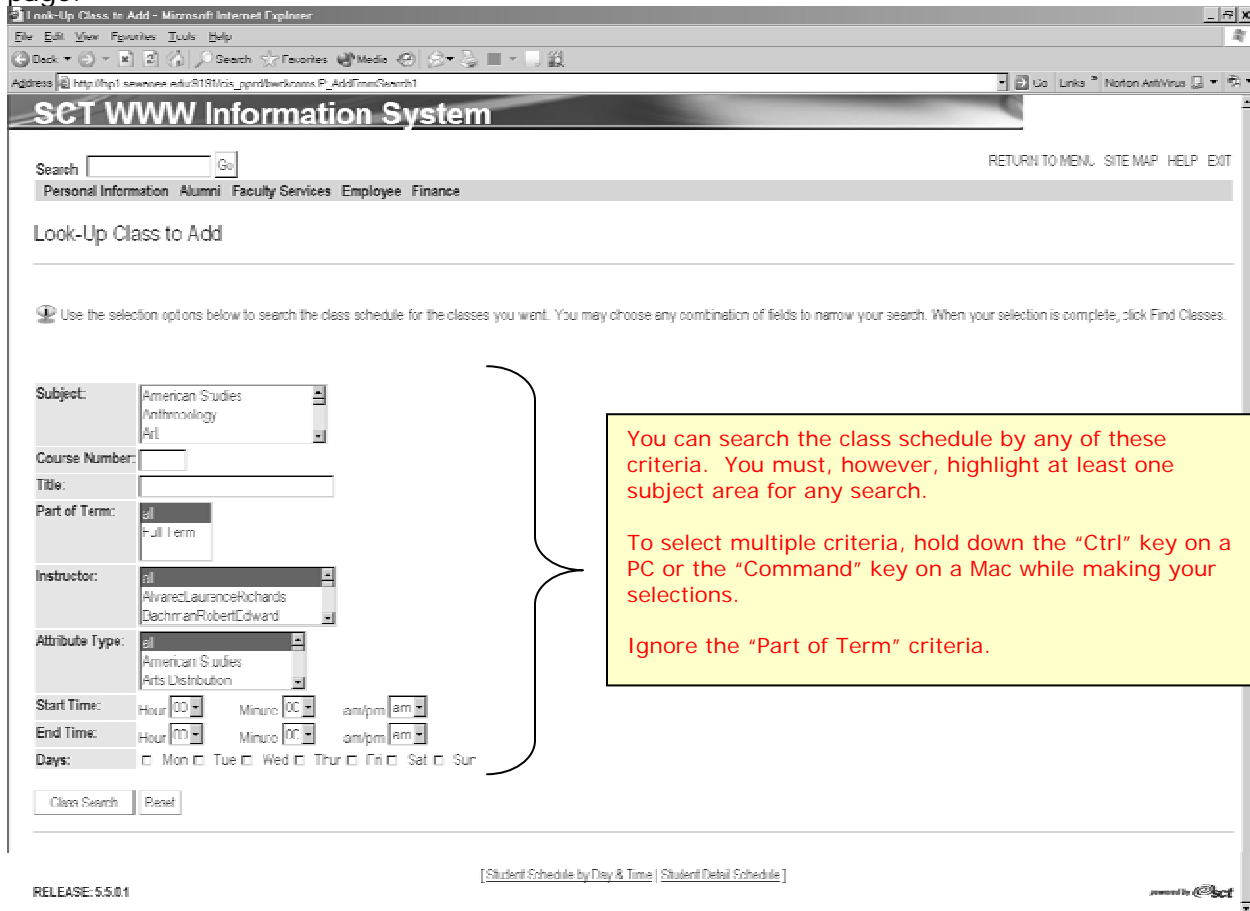 page.
Look-Up Class to Add - Microsoft Internet Explorer
File Edit View Favorites Tools Help
Back Search Favorites Media
Address Go Links » Norton AntiVirus
SCT WWW Information System
Search Go
RETURN TO MENU SITE MAP HELP EXIT
Personal Information Alumni Faculty Services Employee Finance
Look-Up Class to Add
Use the selection options below to search the class schedule for the classes you want. You may choose any combination of fields to narrow your search. When your selection is complete, click Find Classes.
Subject:
American Studies
Anthropology
Art
Course Number:
Title:
Part of Term:
all
Full Term
Instructor:
all
AlvarezLaurenceRichards
BachmanRobertEdward
Attribute Type:
all
American Studies
Arts Distribution
Start Time: Hour 00 Minute 00 am/pm am
End Time: Hour 00 Minute 00 am/pm am
Days: Mon Tue Wed Thur Fri Sat Sun
You can search the class schedule by any of these
criteria. You must, however, highlight at least one
subject area for any search.
To select multiple criteria, hold down the “Ctrl” key on a
PC or the “Command” key on a Mac while making your
selections.
Ignore the “Part of Term” criteria.
Class Search Reset
[ Student Schedule by Day & Time | Student Detail Schedule ]
RELEASE: 5.5.0.1
powered by sct